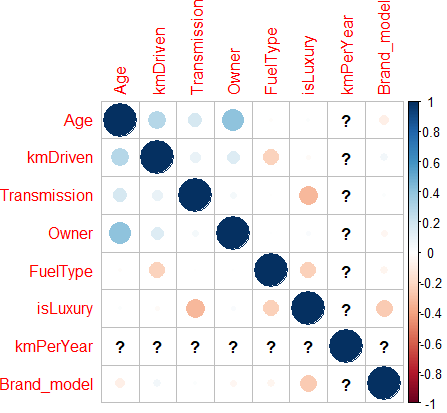 Age
kmDriven
Transmission
Owner
FuelType
isLuxury
kmPerYear
Brand_model
Age ?
kmDriven ?
Transmission ?
Owner ?
FuelType ?
isLuxury ?
kmPerYear ? ? ? ? ? ? ?
Brand_model ?
1
0.8
0.6
0.4
0.2
0
-0.2
-0.4
-0.6
-0.8
-1